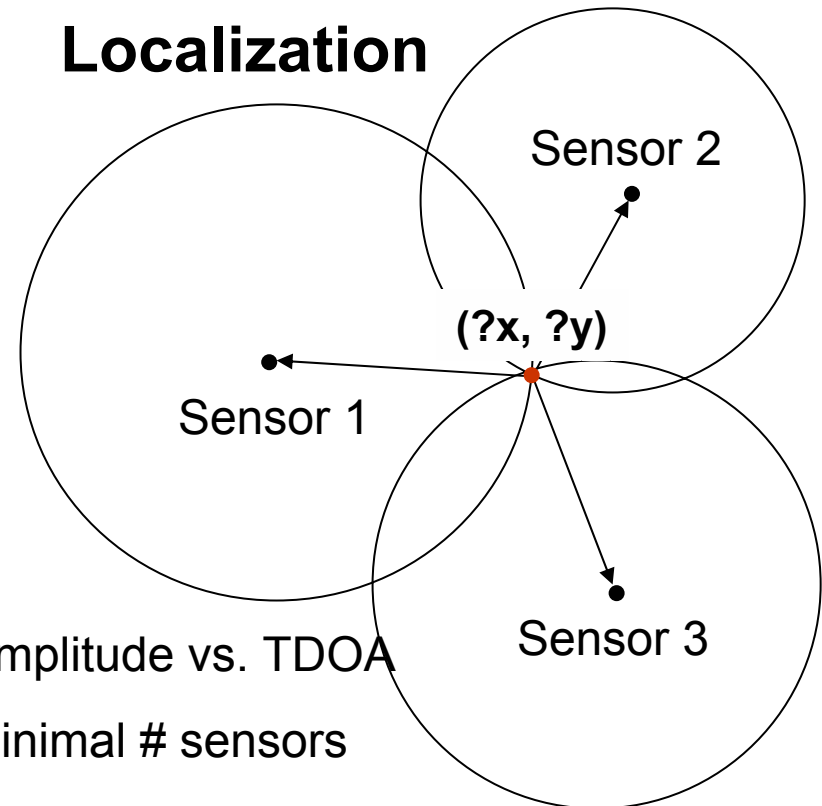 Localization
Sensor 2
(?x, ?y)
Sensor 1
Sensor 3
mplitude vs. TDOA
inimal # sensors